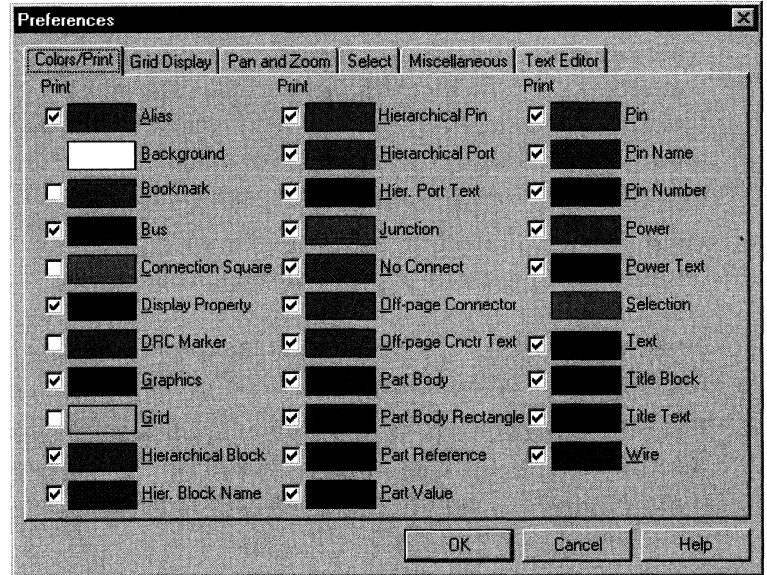 Preferences
Colors/Print Grid Display Pan and Zoom Select Miscellaneous Text Editor
Print Print Print
Alias Hierarchical Pin Pin
Background Hierarchical Port Pin Name
Bookmark Hier. Port Text Pin Number
Bus Junction Power
Connection Square No Connect Power Text
Display Property Off-page Connector Selection
DRC Marker Off-page Cnctr Text Text
Graphics Part Body Title Block
Grid Part Body Rectangle Title Text
Hierarchical Block Part Reference Wire
Hier. Block Name Part Value
OK Cancel Help